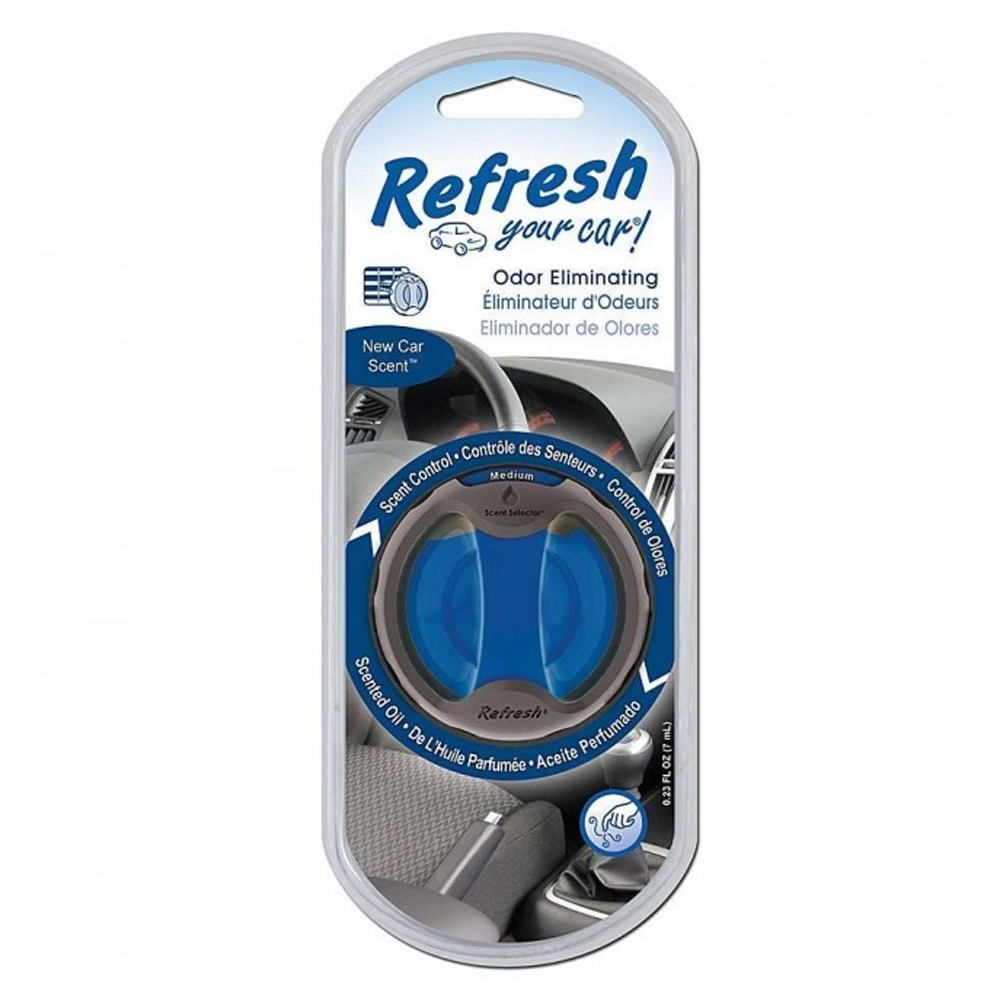 Refresh
your car!®
Odor Eliminating
Éliminateur d'Odeurs
Eliminador de Olores
New Car
Scent™
Scent Control • Contrôle des Senteurs • Control de Olores
Medium
Scent Selector™
Refresh®
Scented Oil • De L'Huile Parfumée • Aceite Perfumado
0.23 FL OZ (7 mL)